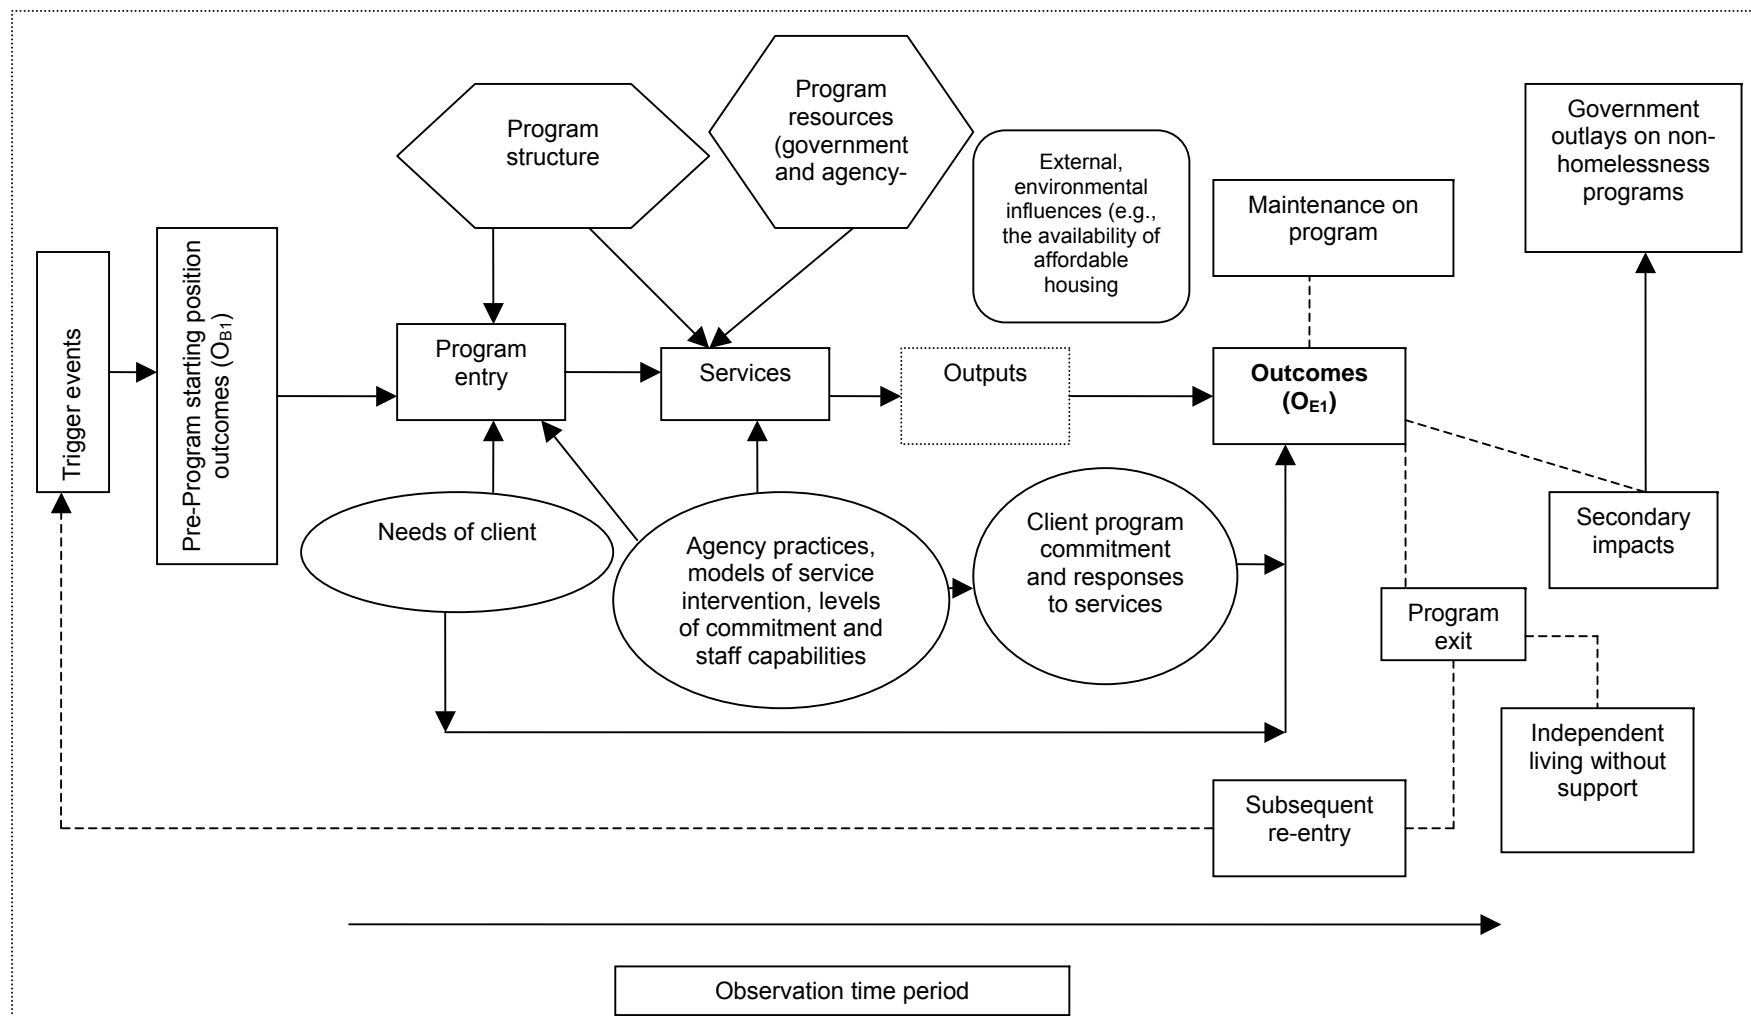 Program
structure
Program
resources
(government
and agency-
External,
environmental
influences (e.g.,
the availability of
affordable
housing
Maintenance on
program
Government
outlays on non-
homelessness
programs
Trigger events
Pre-Program starting position
outcomes (OB1)
Program
entry
Services
Outputs
Outcomes
(OE1)
Needs of client
Agency practices,
models of service
intervention, levels
of commitment and
staff capabilities
Client program
commitment
and responses
to services
Secondary
impacts
Program
exit
Independent
living without
support
Subsequent
re-entry
Observation time period